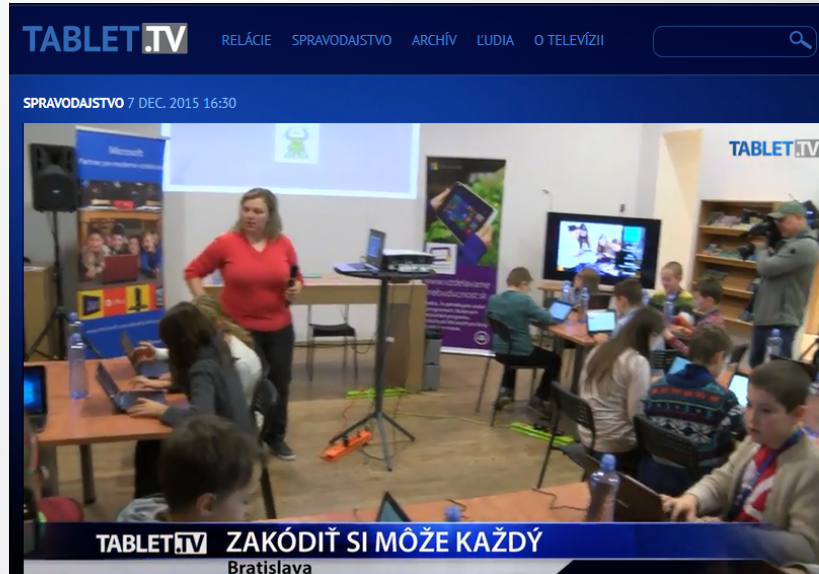 TABLET.TV
RELÁCIE SPRAVODAJSTVO ARCHÍV ĽUDIA O TELEVÍZII
SPRAVODAJSTVO 7 DEC. 2015 16:30
TABLET.TV
Microsoft
TABLET.TV ZAKÓDIŤ SI MÔŽE KAŽDÝ
Bratislava